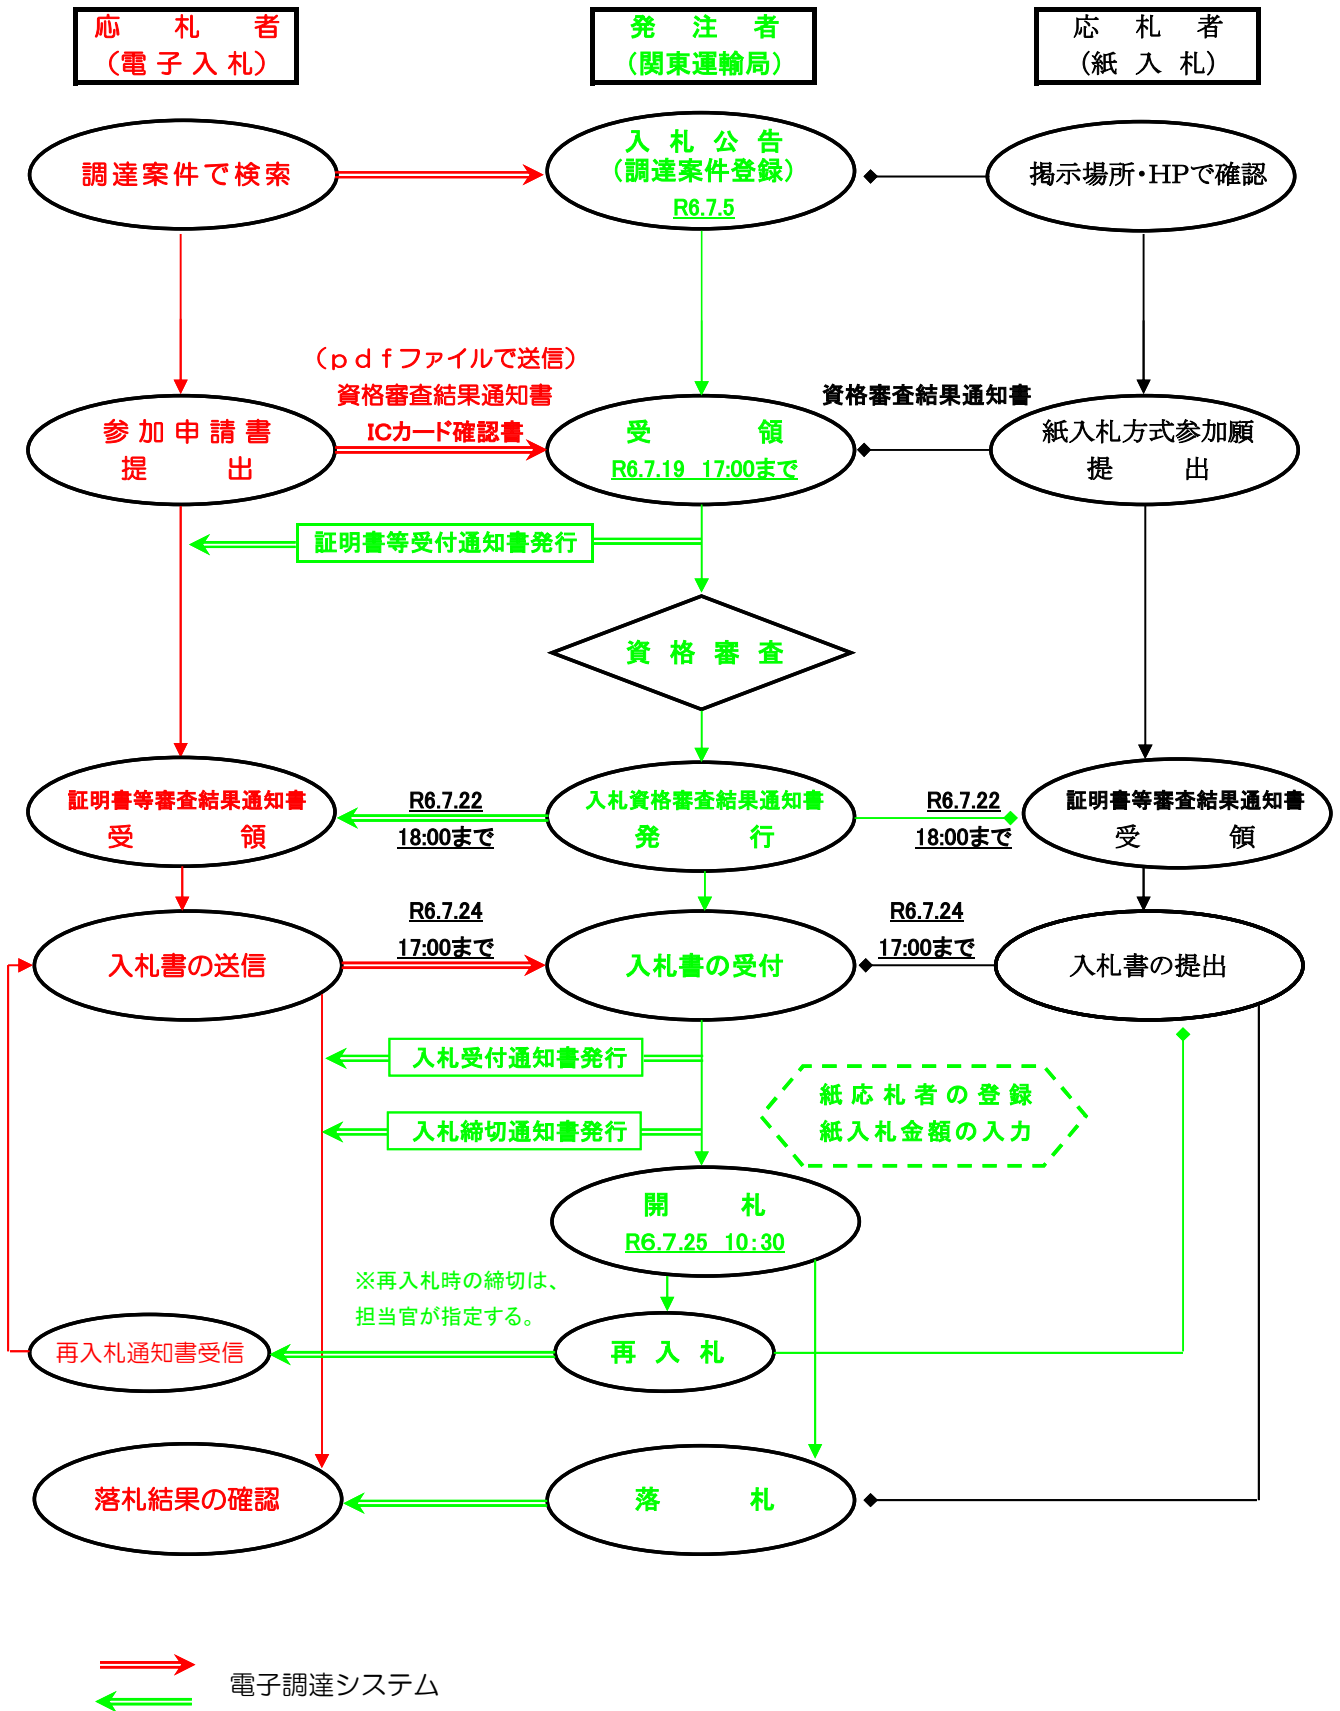 応札者
（電子入札）
発注者
（関東運輸局）
応札者
（紙入札）
調達案件で検索
入札公告
（調達案件登録）
R6.7.5
掲示場所・HPで確認
（pdfファイルで送信）
資格審査結果通知書
ICカード確認書
資格審査結果通知書
参加申請書
提出
受領
R6.7.19　17:00まで
紙入札方式参加願
提出
証明書等受付通知書発行
資格審査
証明書等審査結果通知書
受領
R6.7.22
18:00まで
入札資格審査結果通知書
発行
R6.7.22
18:00まで
証明書等審査結果通知書
受領
入札書の送信
R6.7.24
17:00まで
入札書の受付
R6.7.24
17:00まで
入札書の提出
入札受付通知書発行
紙応札者の登録
紙入札金額の入力
入札締切通知書発行
開札
R6.7.25　10：30
※再入札時の締切は、
担当官が指定する。
再入札通知書受信
再入札
落札結果の確認
落札
電子調達システム